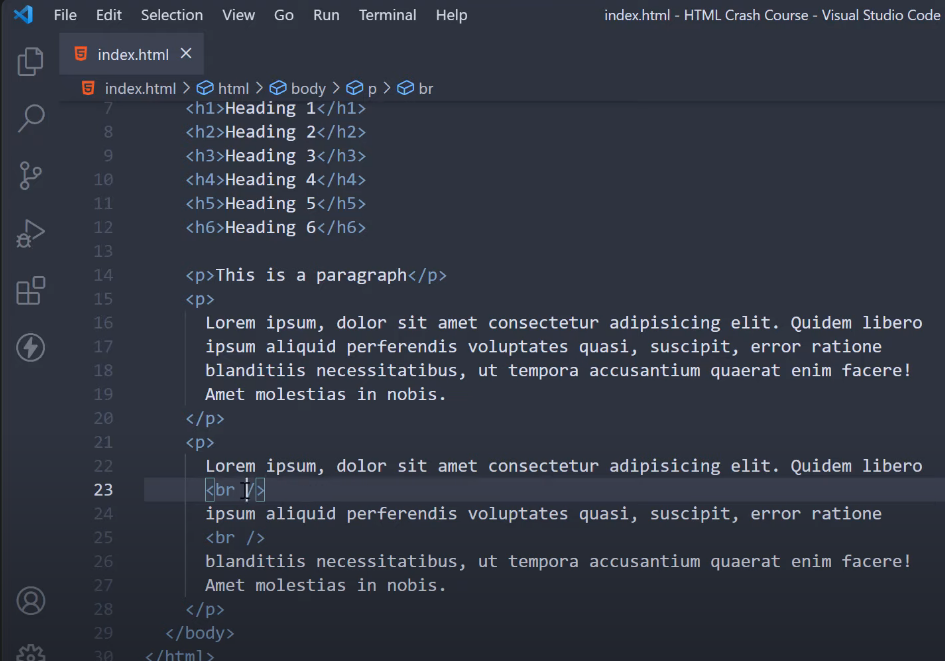 File Edit Selection View Go Run Terminal Help index.html - HTML Crash Course - Visual Studio Code
index.html
index.html > html > body > p > br
7 <h1>Heading 1</h1>
8 <h2>Heading 2</h2>
9 <h3>Heading 3</h3>
10 <h4>Heading 4</h4>
11 <h5>Heading 5</h5>
12 <h6>Heading 6</h6>
13
14 <p>This is a paragraph</p>
15 <p>
16 Lorem ipsum, dolor sit amet consectetur adipisicing elit. Quidem libero
17 ipsum aliquid perferendis voluptates quasi, suscipit, error ratione
18 blanditiis necessitatibus, ut tempora accusantium quaerat enim facere!
19 Amet molestias in nobis.
20 </p>
21 <p>
22 Lorem ipsum, dolor sit amet consectetur adipisicing elit. Quidem libero
23 <br />
24 ipsum aliquid perferendis voluptates quasi, suscipit, error ratione
25 <br />
26 blanditiis necessitatibus, ut tempora accusantium quaerat enim facere!
27 Amet molestias in nobis.
28 </p>
29 </body>
30 </html>